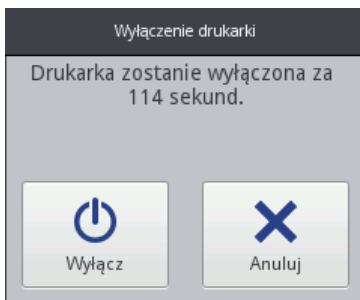 Wyłączenie drukarki
Drukarka zostanie wyłączona za
114 sekund.
Wyłącz
Anuluj